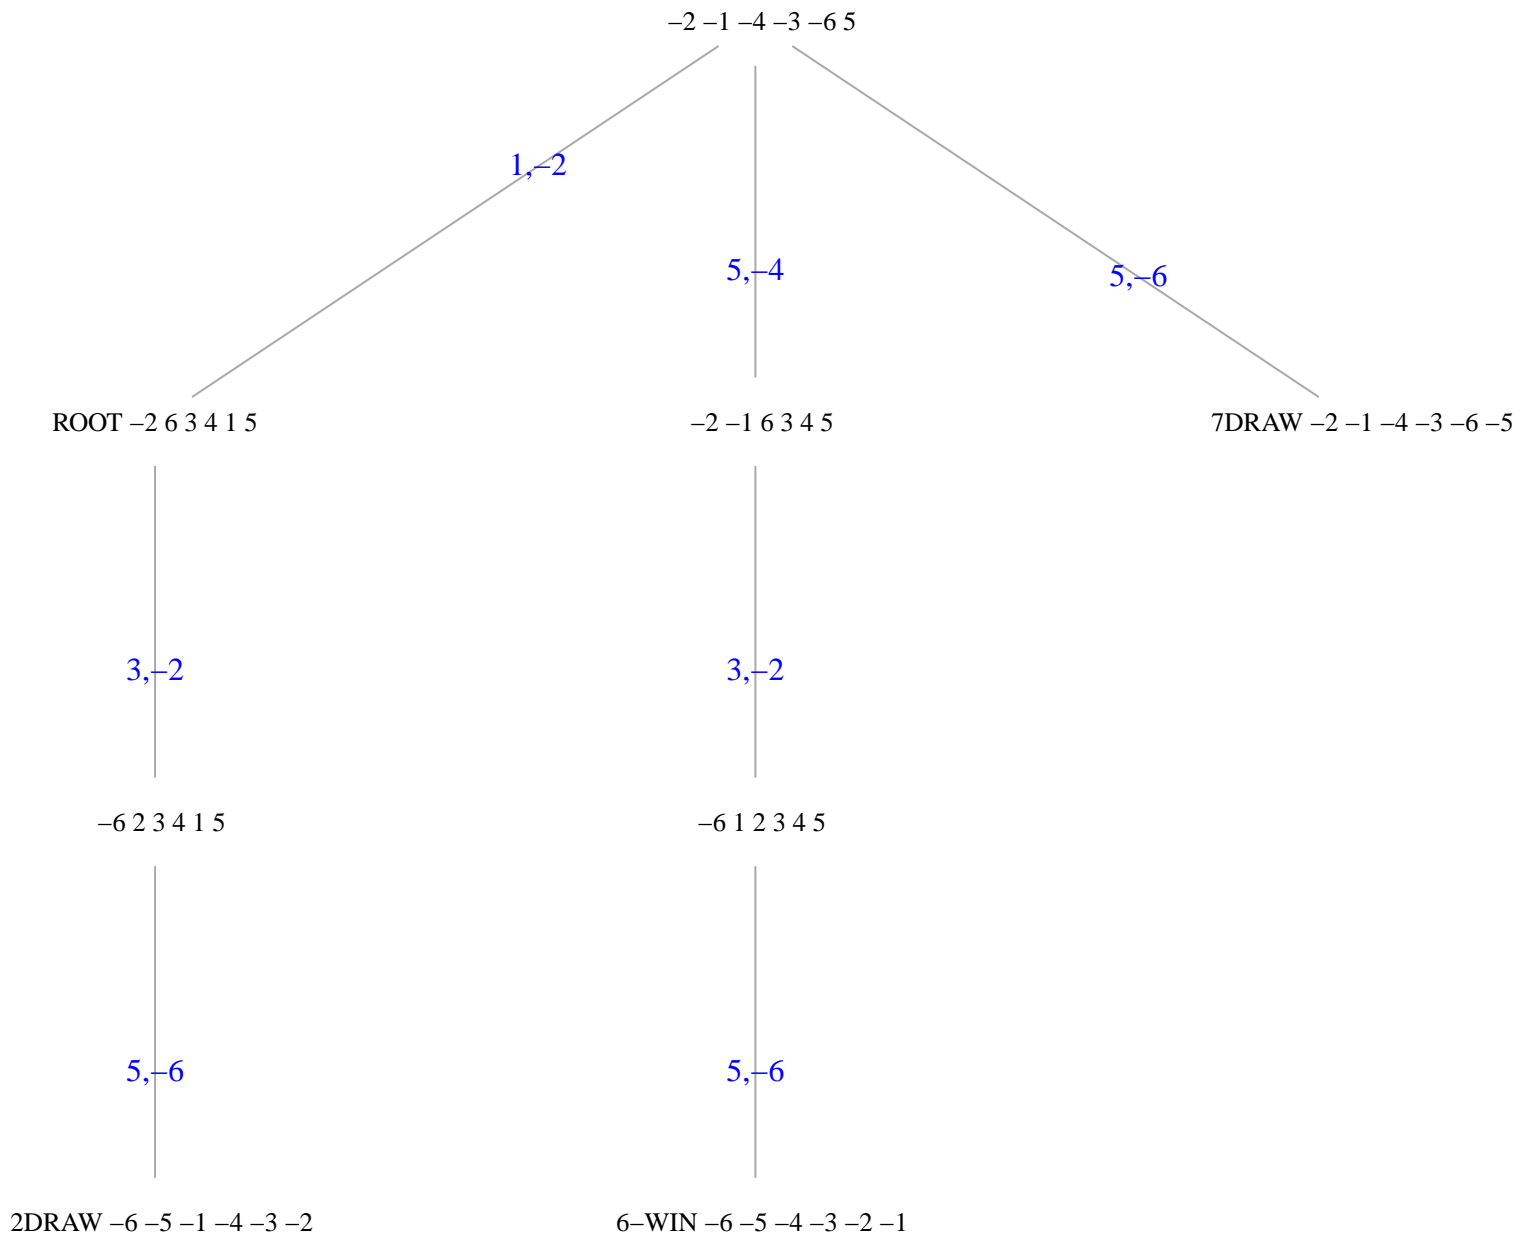 –2 –1 –4 –3 –6 5
1,–2
5,–4
5,–6
ROOT –2 6 3 4 1 5
–2 –1 6 3 4 5
7DRAW –2 –1 –4 –3 –6 –5
3,–2
3,–2
–6 2 3 4 1 5
–6 1 2 3 4 5
5,–6
5,–6
2DRAW –6 –5 –1 –4 –3 –2
6–WIN –6 –5 –4 –3 –2 –1